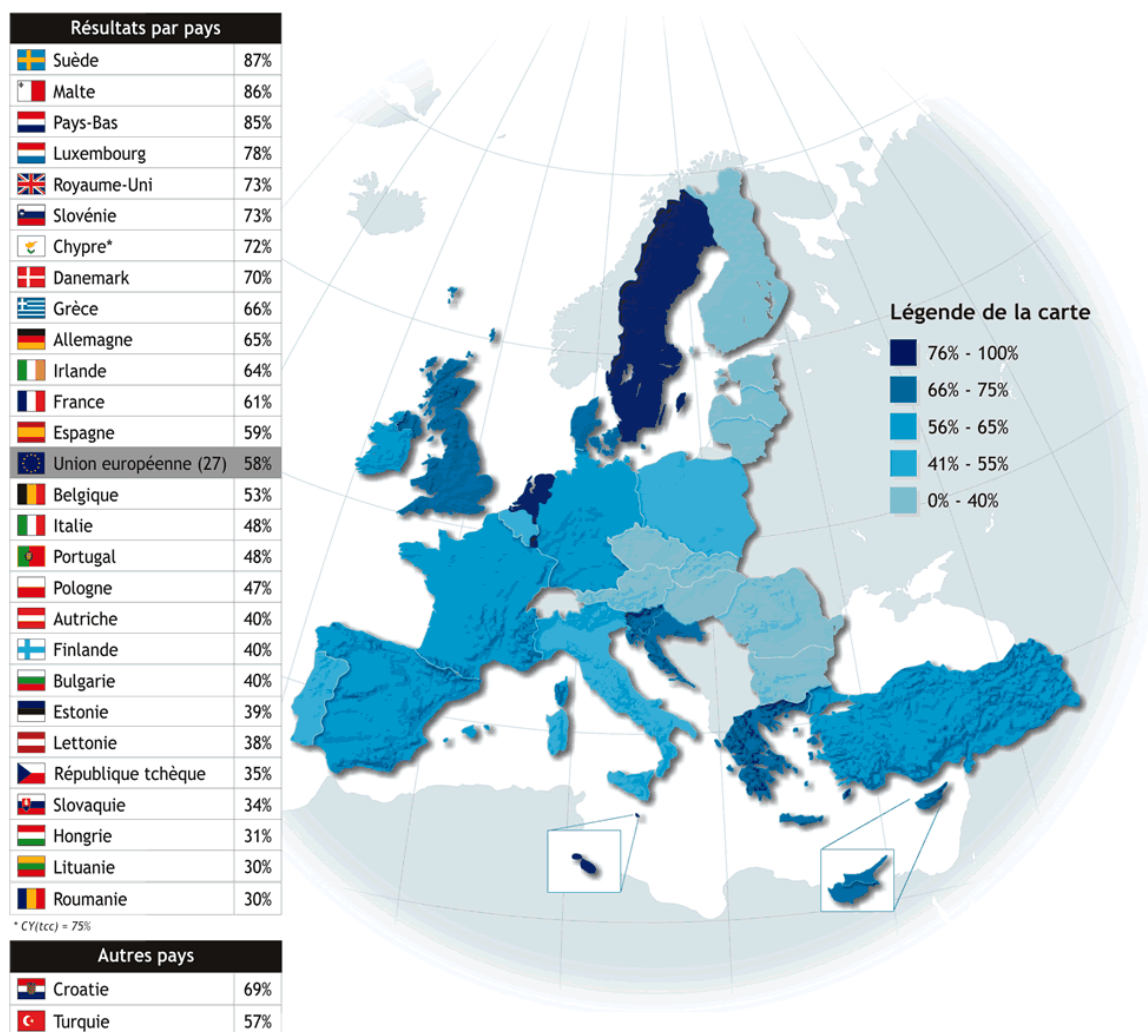 Résultats par pays
Suède 87%
Malte 86%
Pays-Bas 85%
Luxembourg 78%
Royaume-Uni 73%
Slovénie 73%
Chypre* 72%
Danemark 70%
Grèce 66%
Allemagne 65%
Irlande 64%
France 61%
Espagne 59%
Union européenne (27) 58%
Belgique 53%
Italie 48%
Portugal 48%
Pologne 47%
Autriche 40%
Finlande 40%
Bulgarie 40%
Estonie 39%
Lettonie 38%
République tchèque 35%
Slovaquie 34%
Hongrie 31%
Lituanie 30%
Roumanie 30%
* CY(tcc) = 75%
Autres pays
Croatie 69%
Turquie 57%
Légende de la carte
76% - 100%
66% - 75%
56% - 65%
41% - 55%
0% - 40%